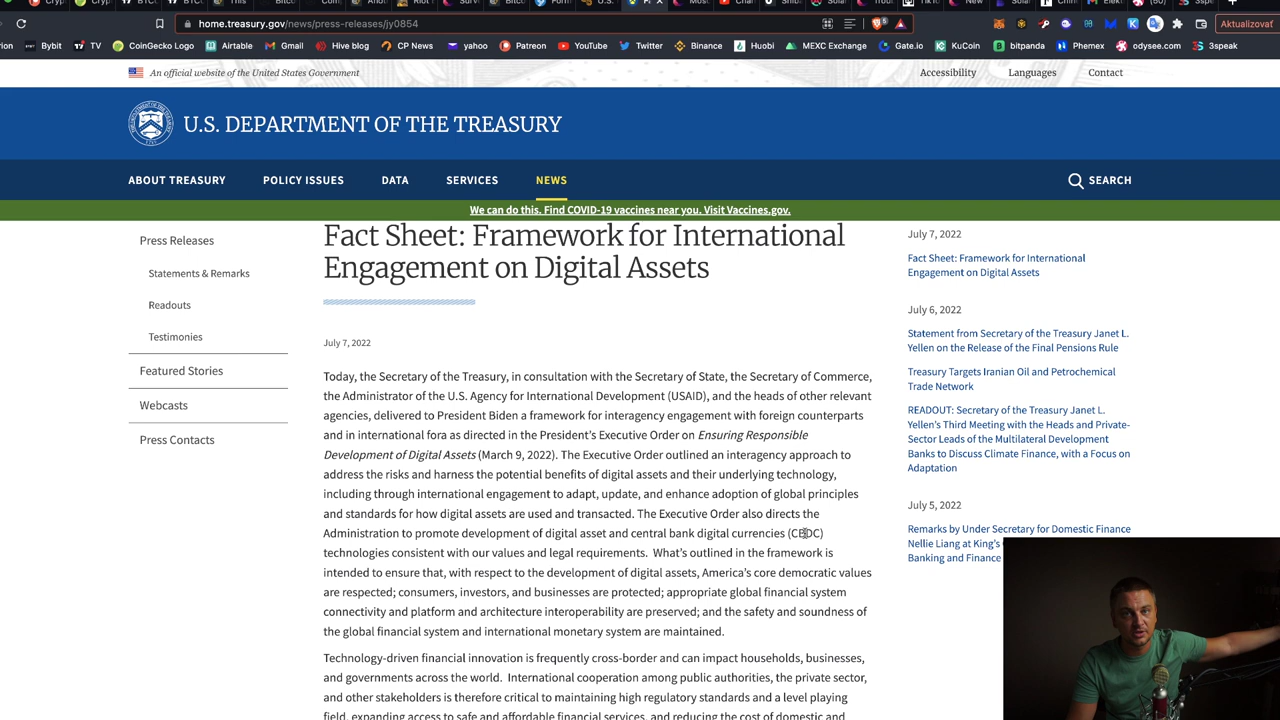 home.treasury.gov/news/press-releases/jy0854
Aktualizovať
Bybit TV CoinGecko Logo Airtable Gmail Hive blog CP News yahoo Patreon YouTube Twitter Binance Huobi MEXC Exchange Gate.io KuCoin bitpanda Phemex odysee.com 3speak
An official website of the United States Government
Accessibility Languages Contact
U.S. DEPARTMENT OF THE TREASURY
ABOUT TREASURY POLICY ISSUES DATA SERVICES NEWS SEARCH
We can do this. Find COVID-19 vaccines near you. Visit Vaccines.gov.
Press Releases
Statements & Remarks
Readouts
Testimonies
Featured Stories
Webcasts
Press Contacts
Fact Sheet: Framework for International
Engagement on Digital Assets
July 7, 2022
Today, the Secretary of the Treasury, in consultation with the Secretary of State, the Secretary of Commerce,
the Administrator of the U.S. Agency for International Development (USAID), and the heads of other relevant
agencies, delivered to President Biden a framework for interagency engagement with foreign counterparts
and in international fora as directed in the President's Executive Order on Ensuring Responsible
Development of Digital Assets (March 9, 2022). The Executive Order outlined an interagency approach to
address the risks and harness the potential benefits of digital assets and their underlying technology,
including through international engagement to adapt, update, and enhance adoption of global principles
and standards for how digital assets are used and transacted. The Executive Order also directs the
Administration to promote development of digital asset and central bank digital currencies (CBDC)
technologies consistent with our values and legal requirements. What's outlined in the framework is
intended to ensure that, with respect to the development of digital assets, America's core democratic values
are respected; consumers, investors, and businesses are protected; appropriate global financial system
connectivity and platform and architecture interoperability are preserved; and the safety and soundness of
the global financial system and international monetary system are maintained.
Technology-driven financial innovation is frequently cross-border and can impact households, businesses,
and governments across the world. International cooperation among public authorities, the private sector,
and other stakeholders is therefore critical to maintaining high regulatory standards and a level playing
field, expanding access to safe and affordable financial services, and reducing the cost of domestic and
July 7, 2022
Fact Sheet: Framework for International
Engagement on Digital Assets
July 6, 2022
Statement from Secretary of the Treasury Janet L.
Yellen on the Release of the Final Pensions Rule
Treasury Targets Iranian Oil and Petrochemical
Trade Network
READOUT: Secretary of the Treasury Janet L.
Yellen's Third Meeting with the Heads and Private-
Sector Leads of the Multilateral Development
Banks to Discuss Climate Finance, with a Focus on
Adaptation
July 5, 2022
Remarks by Under Secretary for Domestic Finance
Nellie Liang at King's
Banking and Finance